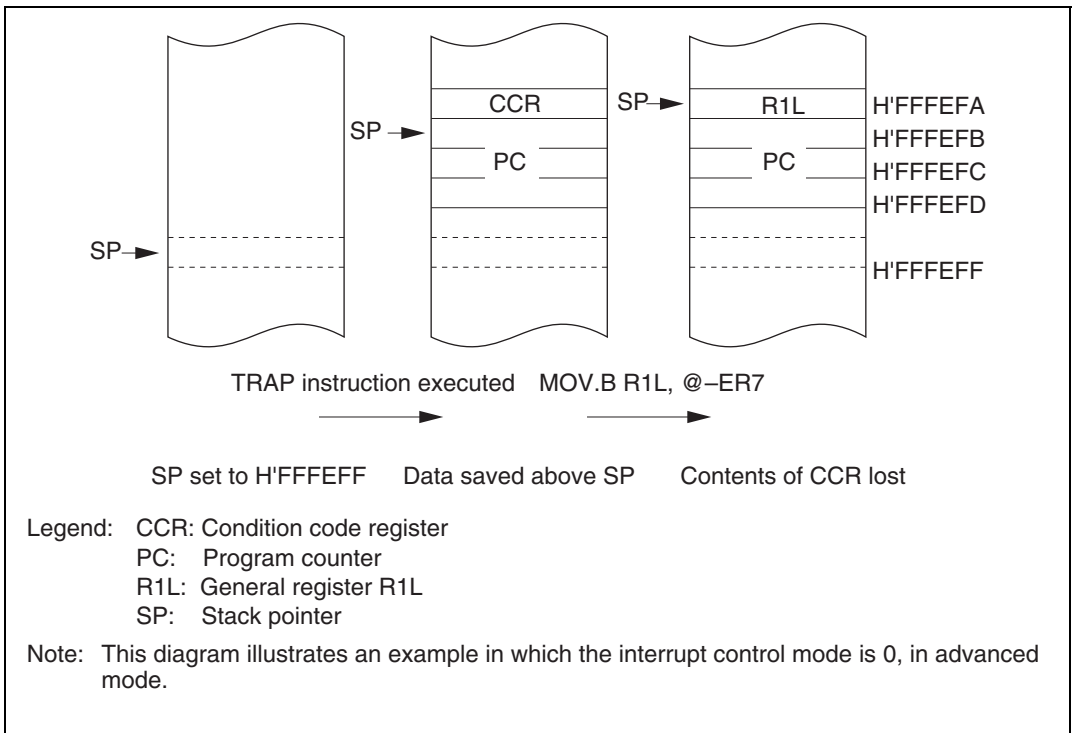 CCR SP R1L H'FFFEFA
SP H'FFFEFB
PC PC H'FFFEFC
H'FFFEFD
SP
H'FFFEFF
TRAP instruction executed MOV.B R1L, @–ER7
SP set to H'FFFEFF Data saved above SP Contents of CCR lost
Legend: CCR: Condition code register
PC: Program counter
R1L: General register R1L
SP: Stack pointer
Note: This diagram illustrates an example in which the interrupt control mode is 0, in advanced
mode.